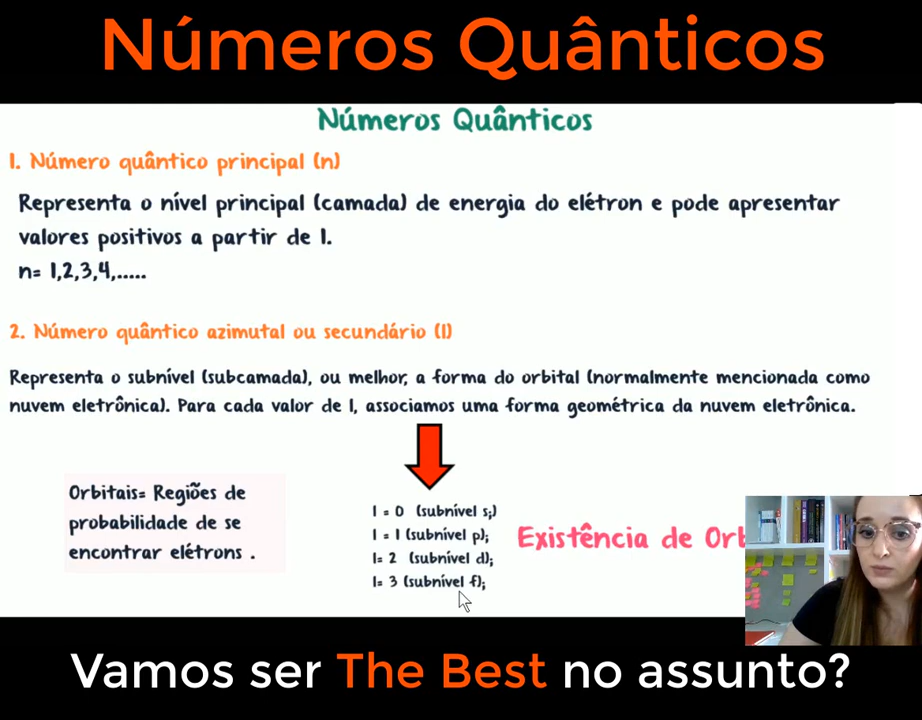 Números Quânticos
Números Quânticos
1. Número quântico principal (n)
Representa o nível principal (camada) de energia do elétron e pode apresentar
valores positivos a partir de 1.
n= 1,2,3,4,.....
2. Número quântico azimutal ou secundário (l)
Representa o subnível (subcamada), ou melhor, a forma do orbital (normalmente mencionada como
nuvem eletrônica). Para cada valor de l, associamos uma forma geométrica da nuvem eletrônica.
Orbitais= Regiões de
probabilidade de se
encontrar elétrons .
l = 0 (subnível s;)
l = 1 (subnível p);
l= 2 (subnível d);
l= 3 (subnível f);
Existência de
Vamos ser The Best no assunto?